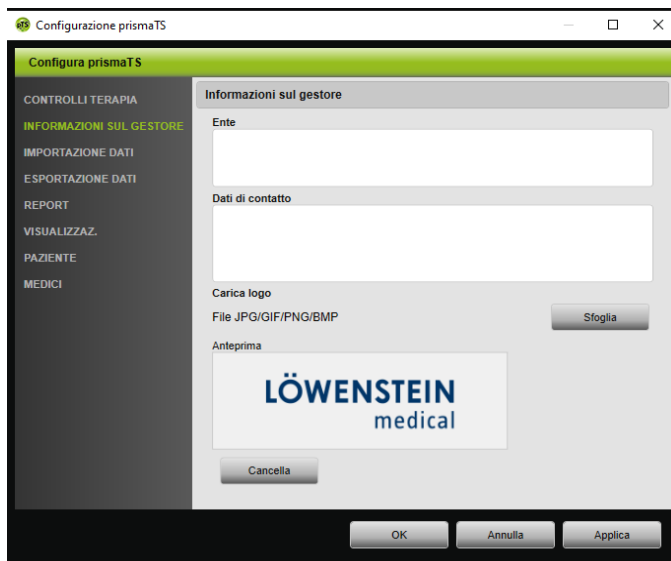 pTS Configurazione prismaTS
Configura prismaTS
CONTROLLI TERAPIA
INFORMAZIONI SUL GESTORE
IMPORTAZIONE DATI
ESPORTAZIONE DATI
REPORT
VISUALIZZAZ.
PAZIENTE
MEDICI
Informazioni sul gestore
Ente
Dati di contatto
Carica logo
File JPG/GIF/PNG/BMP
Sfoglia
Anteprima
LÖWENSTEIN
medical
Cancella
OK
Annulla
Applica